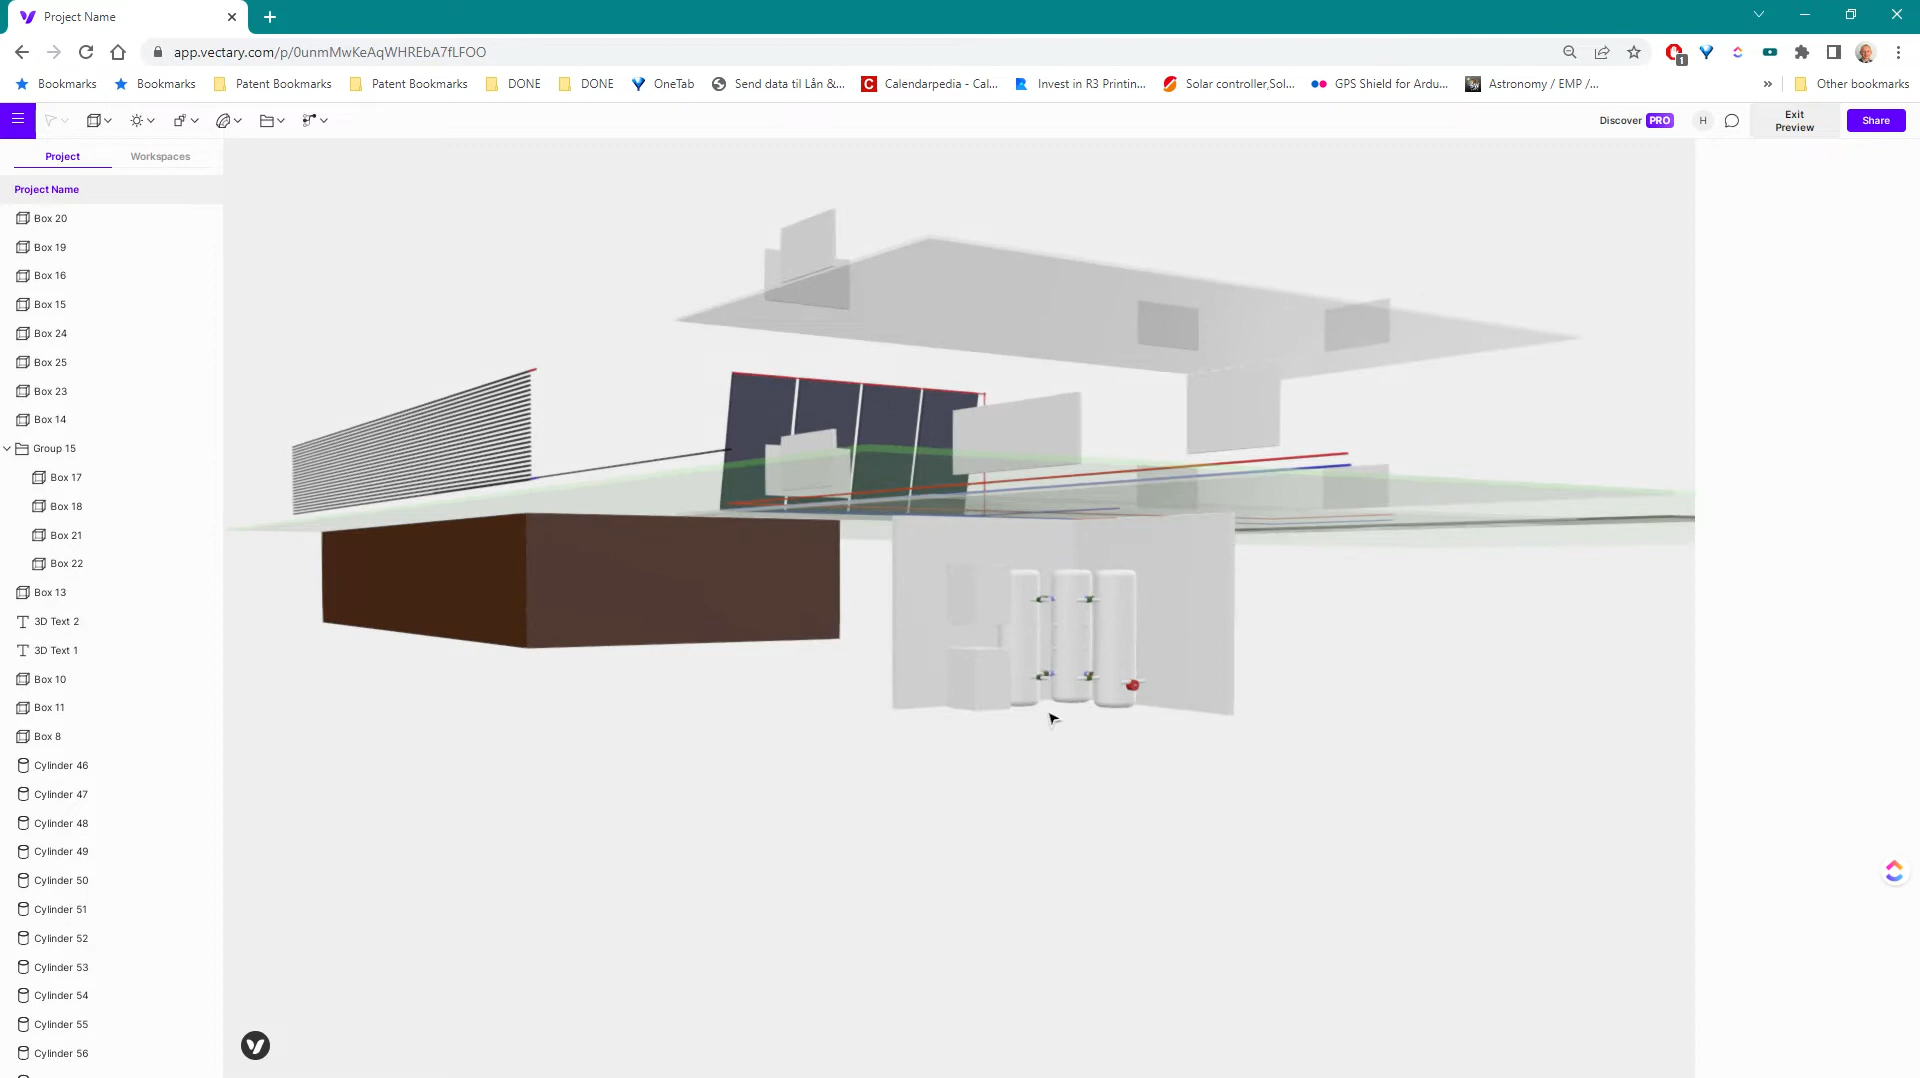 Project Name
app.vectary.com/p/0unmMwKeAqWHREbA7fLFOO
1
Bookmarks
Bookmarks
Patent Bookmarks
Patent Bookmarks
DONE
DONE
OneTab
Send data til Lån &...
Calendarpedia - Cal...
Invest in R3 Printin...
Solar controller,Sol...
GPS Shield for Ardu...
Astronomy / EMP /...
»
Other bookmarks
Discover PRO
H
Exit
Preview
Share
Project
Workspaces
Project Name
Box 20
Box 19
Box 16
Box 15
Box 24
Box 25
Box 23
Box 14
Group 15
Box 17
Box 18
Box 21
Box 22
Box 13
3D Text 2
3D Text 1
Box 10
Box 11
Box 8
Cylinder 46
Cylinder 47
Cylinder 48
Cylinder 49
Cylinder 50
Cylinder 51
Cylinder 52
Cylinder 53
Cylinder 54
Cylinder 55
Cylinder 56